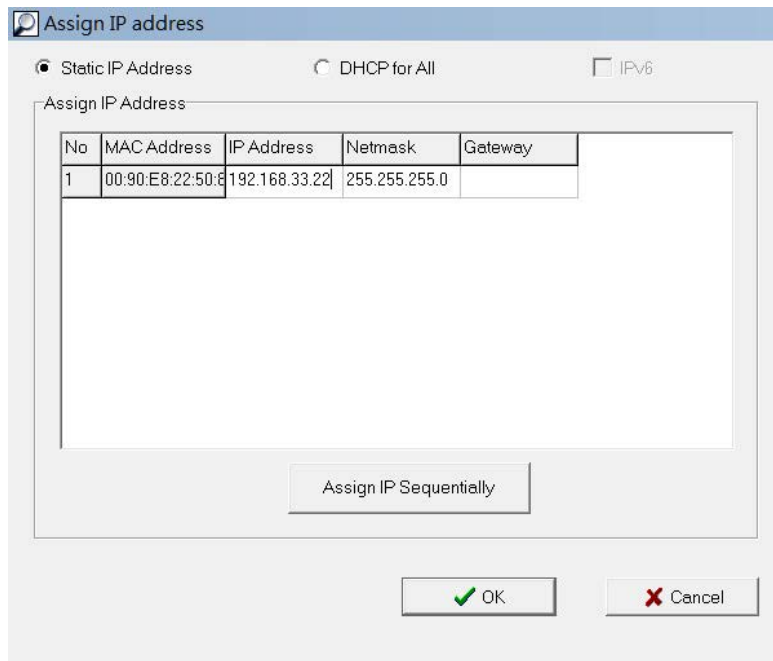 Assign IP address
Static IP Address DHCP for All IPv6
Assign IP Address
No MAC Address IP Address Netmask Gateway
1 00:90:E8:22:50:8 192.168.33.22 255.255.255.0
Assign IP Sequentially
OK Cancel